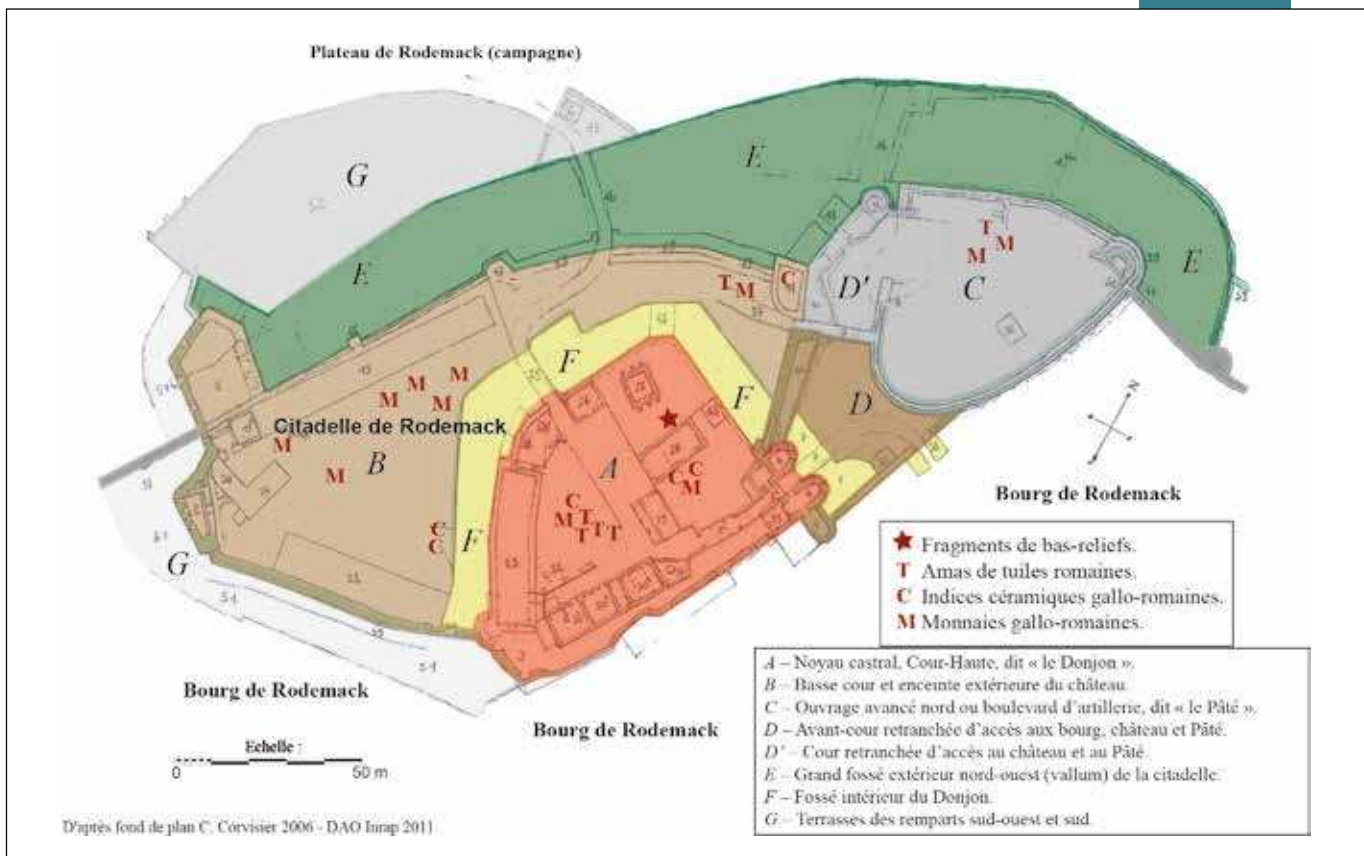 Plateau de Rodemack (campagne)
G
E
E
E
T
M
M
C
D'
C
T M
C
F
F
D
M
M
M
M
M
M
Citadelle de Rodemack
B
A
C
C
M
C
M
T
T
T
T
C
C
F
G
Bourg de Rodemack
★ Fragments de bas-reliefs.
T Amas de tuiles romaines.
C Indices céramiques gallo-romaines.
M Monnaies gallo-romaines.
Bourg de Rodemack
Bourg de Rodemack
A – Noyau castral, Cour-Haute, dit « le Donjon ».
B – Basse cour et enceinte extérieure du château.
C – Ouvrage avancé nord ou boulevard d'artillerie, dit « le Pâté ».
D – Avant-cour retranchée d'accès aux bourg, château et Pâté.
D' – Cour retranchée d'accès au château et au Pâté.
E – Grand fossé extérieur nord-ouest (vallum) de la citadelle.
F – Fossé intérieur du Donjon.
G – Terrasses des remparts sud-ouest et sud.
Echelle :
0 50 m
D'après fond de plan C. Corvisier 2006 - DAO Inrap 2011